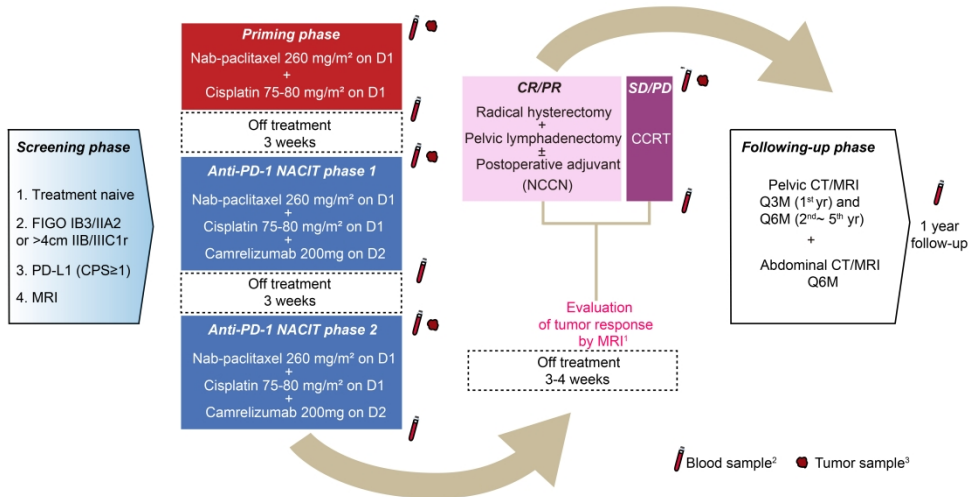 Screening phase
1. Treatment naive
2. FIGO IB3/IIA2
or >4cm IIB/IIIC1r
3. PD-L1 (CPS≥1)
4. MRI
Priming phase
Nab-paclitaxel 260 mg/m² on D1
+
Cisplatin 75-80 mg/m² on D1
Off treatment
3 weeks
Anti-PD-1 NACIT phase 1
Nab-paclitaxel 260 mg/m² on D1
+
Cisplatin 75-80 mg/m² on D1
+
Camrelizumab 200mg on D2
Off treatment
3 weeks
Anti-PD-1 NACIT phase 2
Nab-paclitaxel 260 mg/m² on D1
+
Cisplatin 75-80 mg/m² on D1
+
Camrelizumab 200mg on D2
CR/PR
Radical hysterectomy
+
Pelvic lymphadenectomy
±
Postoperative adjuvant
(NCCN)
SD/PD
CCRT
Evaluation
of tumor response
by MRI¹
Off treatment
3-4 weeks
Following-up phase
Pelvic CT/MRI
Q3M (1st yr) and
Q6M (2nd~ 5th yr)
+
Abdominal CT/MRI
Q6M
1 year
follow-up
Blood sample²
Tumor sample³